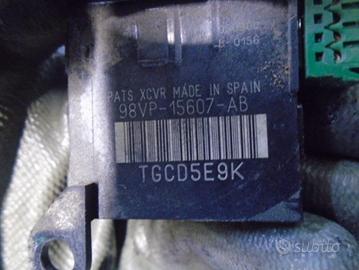 PATS XCVR MADE IN SPAIN
98VP-15607-AB
TGCD5E9K
subito